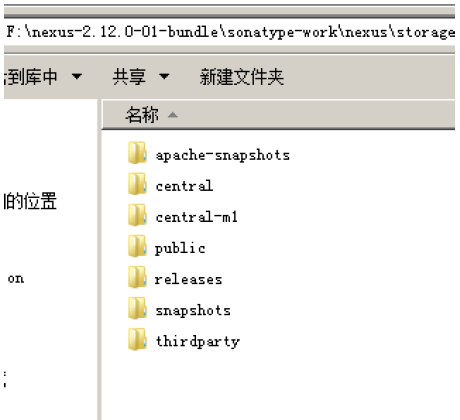 F:\nexus-2.12.0-01-bundle\sonatype-work\nexus\storage
到库中 共享 新建文件夹
名称
apache-snapshots
central
的位置
central-m1
public
on
releases
snapshots
thirdparty